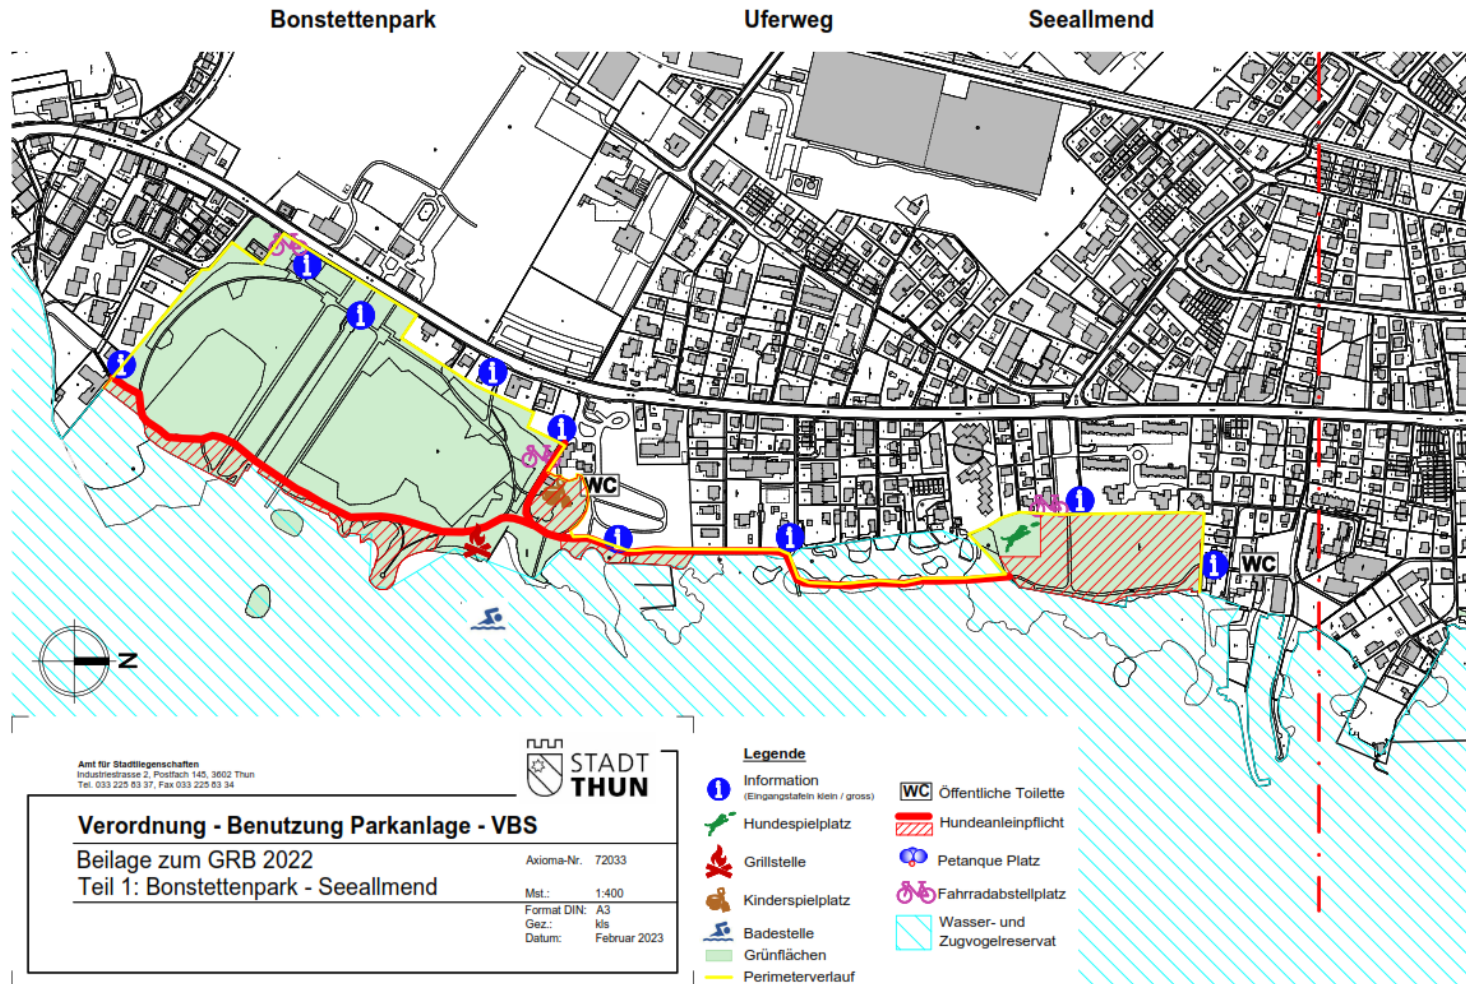 Bonstettenpark
Uferweg
Seeallmend
WC
WC
N
Amt für Stadtliegenschaften
Industriestrasse 2, Postfach 145, 3602 Thun
Tel. 033 225 83 37, Fax 033 225 83 34
STADT
THUN
Verordnung - Benutzung Parkanlage - VBS
Beilage zum GRB 2022
Teil 1: Bonstettenpark - Seeallmend
Axioma-Nr. 72033
Mst.: 1:400
Format DIN: A3
Gez.: kls
Datum: Februar 2023
Legende
Information
(Eingangstafeln klein / gross)
Hundespielplatz
Grillstelle
Kinderspielplatz
Badestelle
Grünflächen
Perimeterverlauf
WC Öffentliche Toilette
Hundeanleinpflicht
Petanque Platz
Fahrradabstellplatz
Wasser- und
Zugvogelreservat